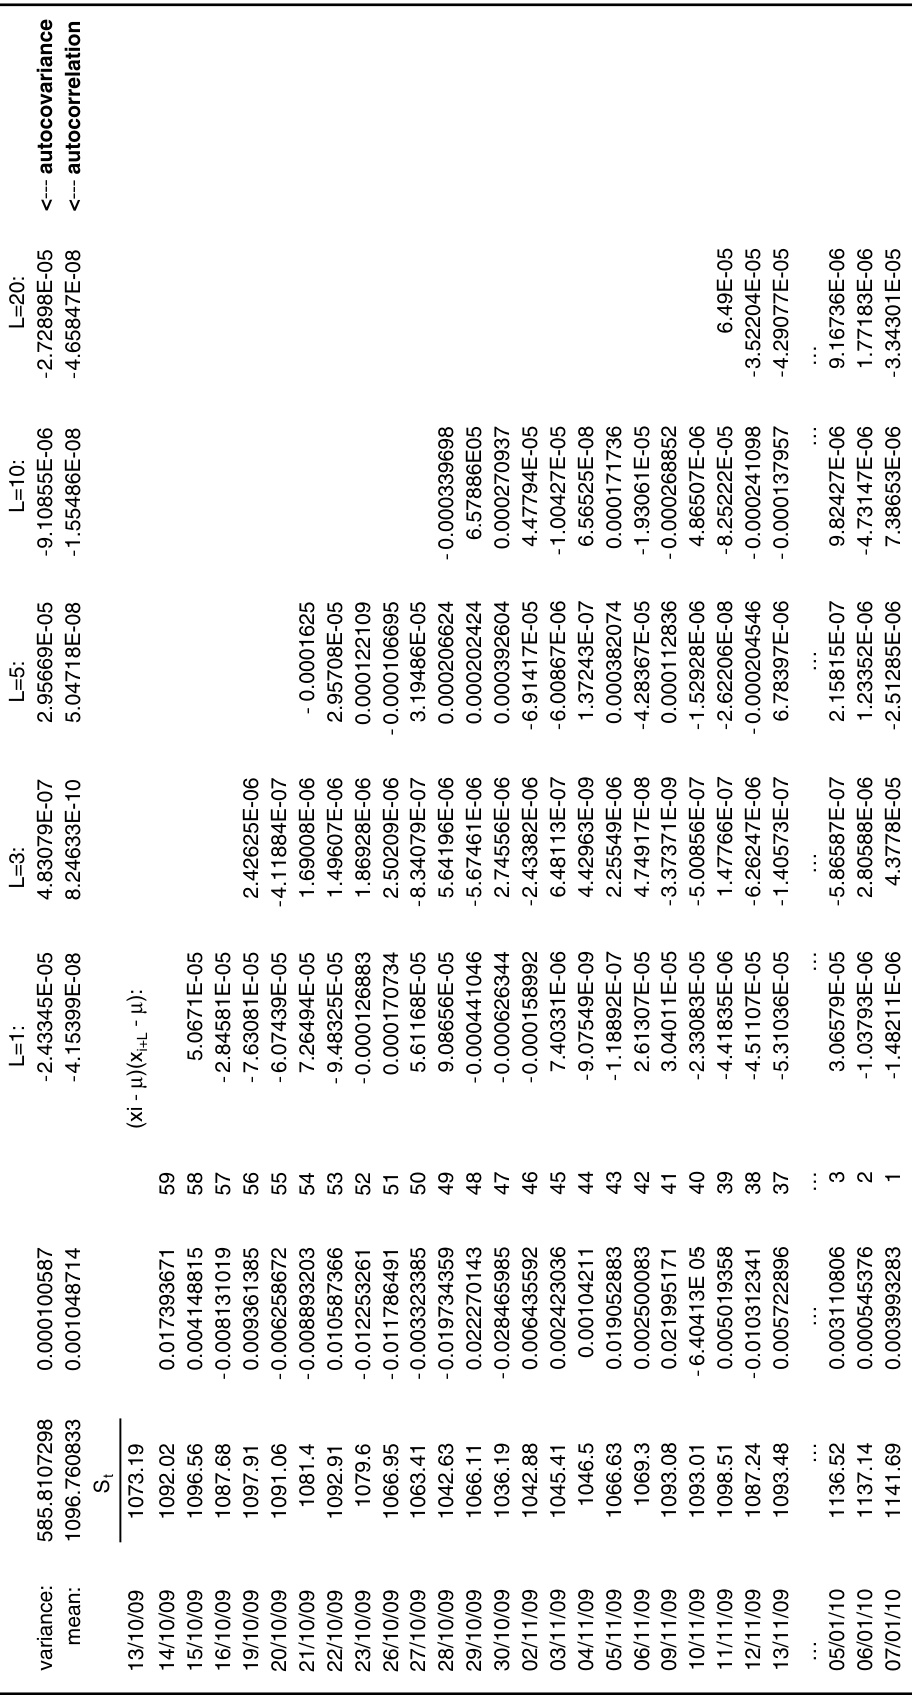 L=1: L=3: L=5: L=10: L=20:
variance: 585.8107298 0.000100587 -2.43345E-05 4.83079E-07 2.95669E-05 -9.10855E-06 -2.72898E-05 <--- autocovariance
mean: 1096.760833 0.001048714 -4.15399E-08 8.24633E-10 5.04718E-08 -1.55486E-08 -4.65847E-08 <--- autocorrelation
St
13/10/09 1073.19 (xi - μ)(xi+L - μ):
14/10/09 1092.02 0.017393671 59
15/10/09 1096.56 0.004148815 58 5.0671E-05
16/10/09 1087.68 -0.008131019 57 -2.84581E-05
19/10/09 1097.91 0.009361385 56 -7.63081E-05 2.42625E-06
20/10/09 1091.06 -0.006258672 55 -6.07439E-05 -4.11884E-07
21/10/09 1081.4 -0.008893203 54 7.26494E-05 1.69008E-06 - 0.0001625
22/10/09 1092.91 0.010587366 53 -9.48325E-05 1.49607E-06 2.95708E-05
23/10/09 1079.6 -0.012253261 52 -0.000126883 1.86928E-06 0.000122109
26/10/09 1066.95 -0.011786491 51 0.000170734 2.50209E-06 -0.000106695
27/10/09 1063.41 -0.003323385 50 5.61168E-05 -8.34079E-07 3.19486E-05
28/10/09 1042.63 -0.019734359 49 9.08656E-05 5.64196E-06 0.000206624 -0.000339698
29/10/09 1066.11 0.022270143 48 -0.000441046 -5.67461E-06 0.000202424 6.57886E05
30/10/09 1036.19 -0.028465985 47 -0.000626344 2.74556E-06 0.000392604 0.000270937
02/11/09 1042.88 0.006435592 46 -0.000158992 -2.43382E-06 -6.91417E-05 4.47794E-05
03/11/09 1045.41 0.002423036 45 7.40331E-06 6.48113E-07 -6.00867E-06 -1.00427E-05
04/11/09 1046.5 0.00104211 44 -9.07549E-09 4.42963E-09 1.37243E-07 6.56525E-08
05/11/09 1066.63 0.019052883 43 -1.18892E-07 2.25549E-06 0.000382074 0.000171736
06/11/09 1069.3 0.002500083 42 2.61307E-05 4.74917E-08 -4.28367E-05 -1.93061E-05
09/11/09 1093.08 0.021995171 41 3.04011E-05 -3.37371E-09 0.000112836 -0.000268852
10/11/09 1093.01 -6.40413E 05 40 -2.33083E-05 -5.00856E-07 -1.52928E-06 4.86507E-06
11/11/09 1098.51 0.005019358 39 -4.41835E-06 1.47766E-07 -2.62206E-08 -8.25222E-05 6.49E-05
12/11/09 1087.24 -0.010312341 38 -4.51107E-05 -6.26247E-06 -0.000204546 -0.000241098 -3.52204E-05
13/11/09 1093.48 0.005722896 37 -5.31036E-05 -1.40573E-07 6.78397E-06 -0.000137957 -4.29077E-05
... ... ... ... ... ... ... ... ...
05/01/10 1136.52 0.003110806 3 3.06579E-05 -5.86587E-07 2.15815E-07 9.82427E-06 9.16736E-06
06/01/10 1137.14 0.000545376 2 -1.03793E-06 2.80588E-06 1.23352E-06 -4.73147E-06 1.77183E-06
07/01/10 1141.69 0.003993283 1 -1.48211E-06 4.3778E-05 -2.51285E-06 7.38653E-06 -3.34301E-05